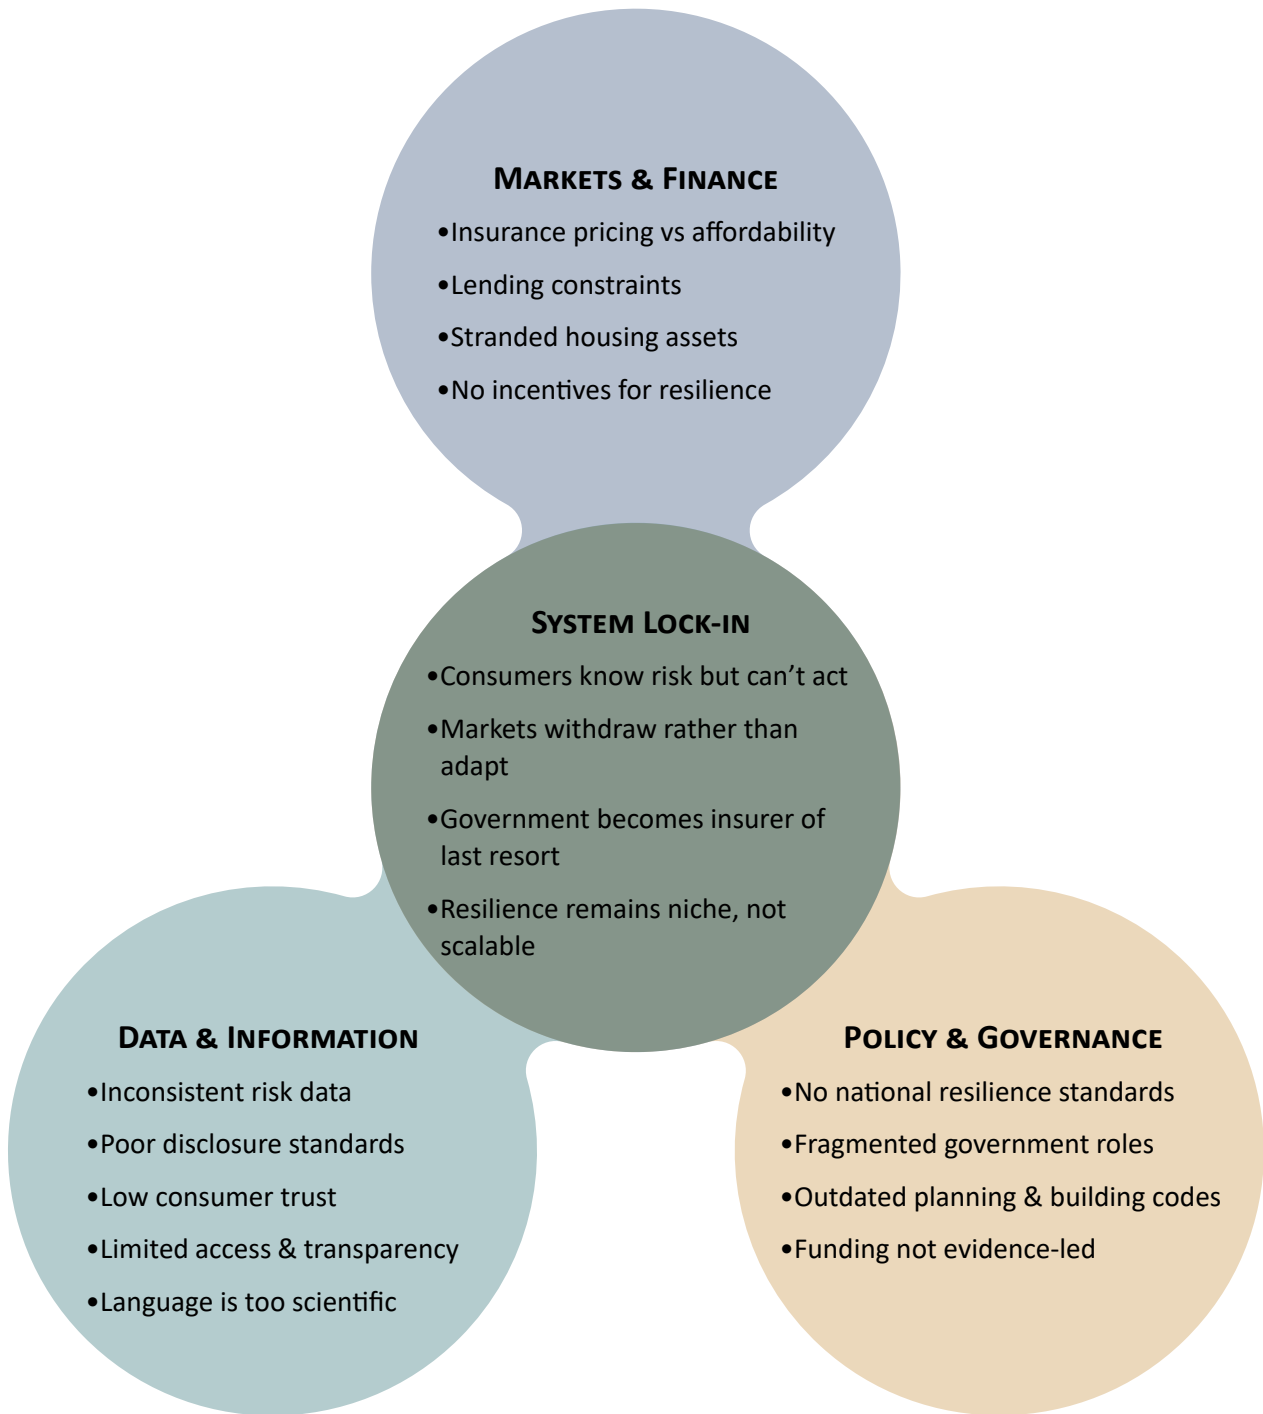 MARKETS & FINANCE
•Insurance pricing vs affordability
•Lending constraints
•Stranded housing assets
•No incentives for resilience
SYSTEM LOCK-IN
•Consumers know risk but can’t act
•Markets withdraw rather than
adapt
•Government becomes insurer of
last resort
•Resilience remains niche, not
scalable
DATA & INFORMATION
•Inconsistent risk data
•Poor disclosure standards
•Low consumer trust
•Limited access & transparency
•Language is too scientific
POLICY & GOVERNANCE
•No national resilience standards
•Fragmented government roles
•Outdated planning & building codes
•Funding not evidence-led